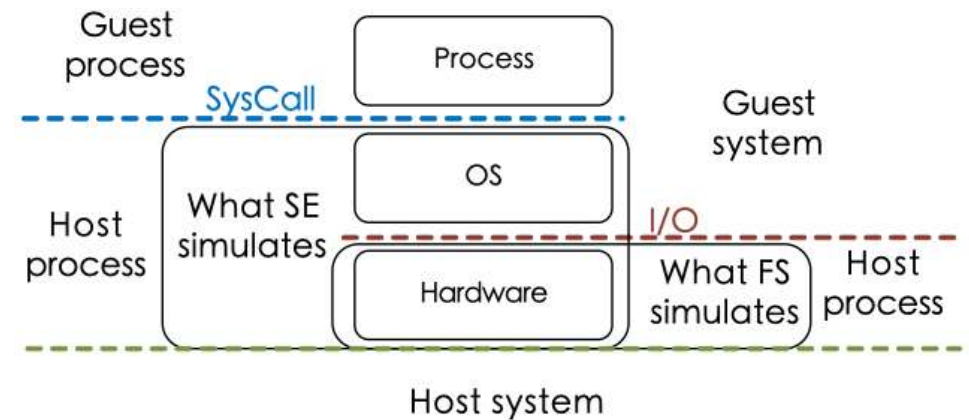 Guest
process
Process
SysCall
Guest
system
OS
What SE
simulates
Host
process
I/O
Hardware
What FS
simulates
Host
process
Host system